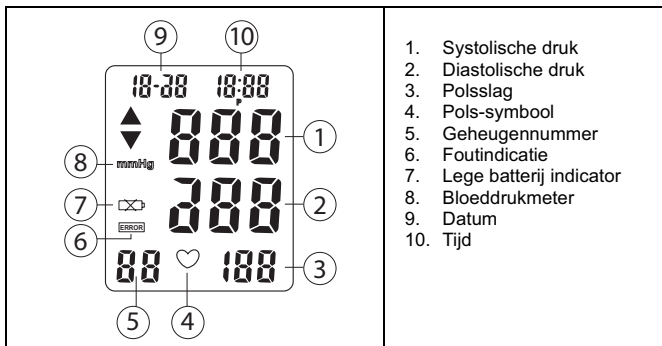 9 10
18-38 18:88
P
888 1
mmHg 8
7 288 2
ERROR
6
88 188 3
5 4
1. Systolische druk
2. Diastolische druk
3. Polsslag
4. Pols-symbool
5. Geheugennummer
6. Foutindicatie
7. Lege batterij indicator
8. Bloeddrukmeter
9. Datum
10. Tijd